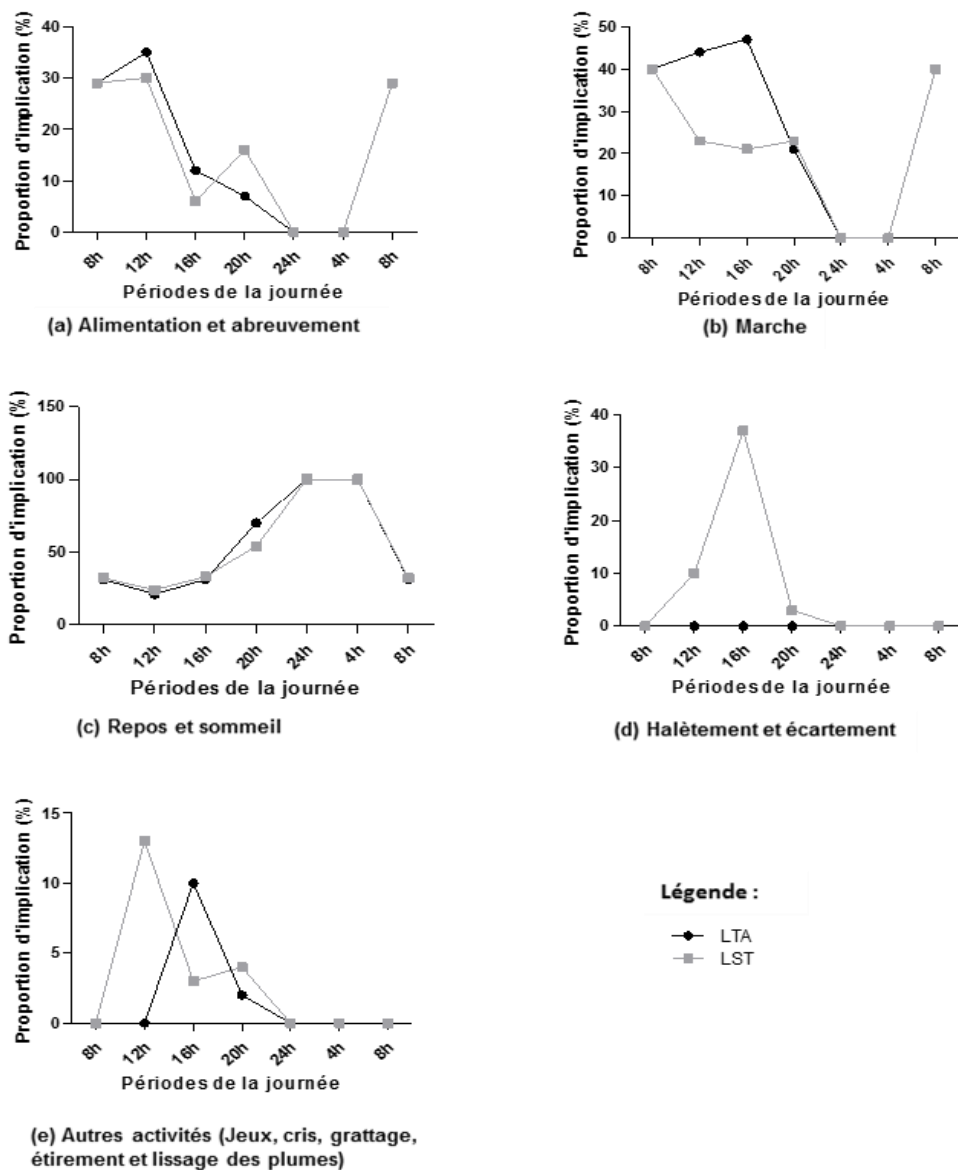 Proportion d'implication (%)
40
30
20
10
0
8h 12h 16h 20h 24h 4h 8h
Périodes de la journée
(a) Alimentation et abreuvement
Proportion d'implication (%)
50
40
30
20
10
0
8h 12h 16h 20h 24h 4h 8h
Périodes de la journée
(b) Marche
Proportion d'implication (%)
150
100
50
0
8h 12h 16h 20h 24h 4h 8h
Périodes de la journée
(c) Repos et sommeil
Proportion d'implication (%)
40
30
20
10
0
8h 12h 16h 20h 24h 4h 8h
Périodes de la journée
(d) Halètement et écartement
Proportion d'implication (%)
15
10
5
0
8h 12h 16h 20h 24h 4h 8h
Périodes de la journée
(e) Autres activités (Jeux, cris, grattage,
étirement et lissage des plumes)
Légende :
LTA
LST